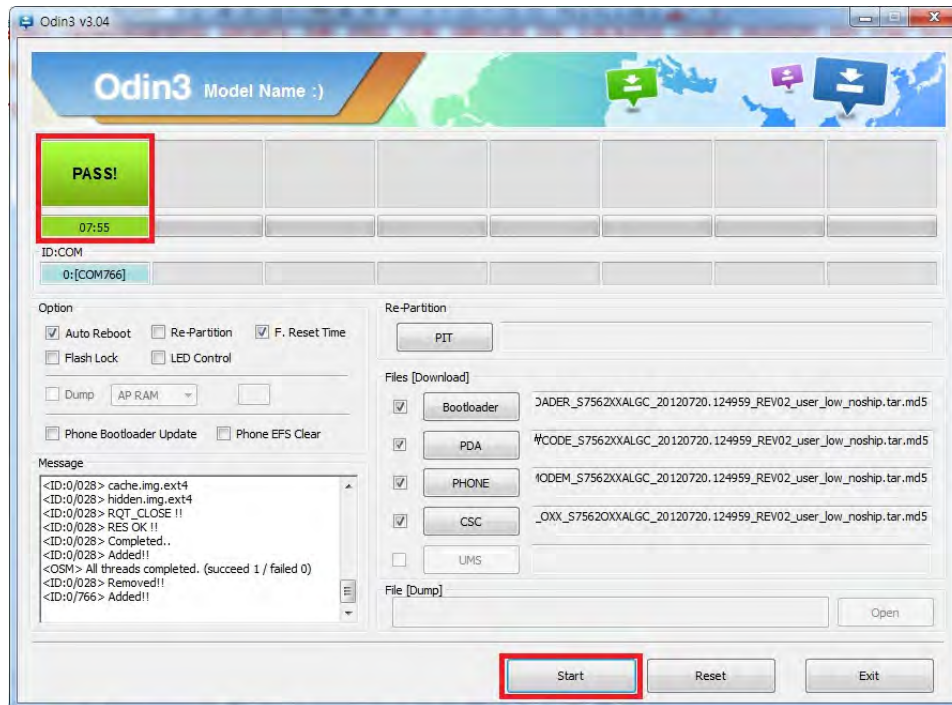 Odin3 v3.04
Odin3 Model Name :)
PASS!
07:55
ID:COM
0:[COM766]
Option
Auto Reboot Re-Partition F. Reset Time
Flash Lock LED Control
Dump AP RAM
Phone Bootloader Update Phone EFS Clear
Message
<ID:0/028> cache.img.ext4
<ID:0/028> hidden.img.ext4
<ID:0/028> RQT_CLOSE !!
<ID:0/028> RES OK !!
<ID:0/028> Completed..
<ID:0/028> Added!!
<OSM> All threads completed. (succeed 1 / failed 0)
<ID:0/028> Removed!!
<ID:0/766> Added!!
Re-Partition
PIT
Files [Download]
Bootloader DADER_S7562XXALGC_20120720.124959_REV02_user_low_noship.tar.md5
PDA ₩CODE_S7562XXALGC_20120720.124959_REV02_user_low_noship.tar.md5
PHONE MODEM_S7562XXALGC_20120720.124959_REV02_user_low_noship.tar.md5
CSC _OXX_S7562OXXALGC_20120720.124959_REV02_user_low_noship.tar.md5
UMS
File [Dump]
Open
Start Reset Exit